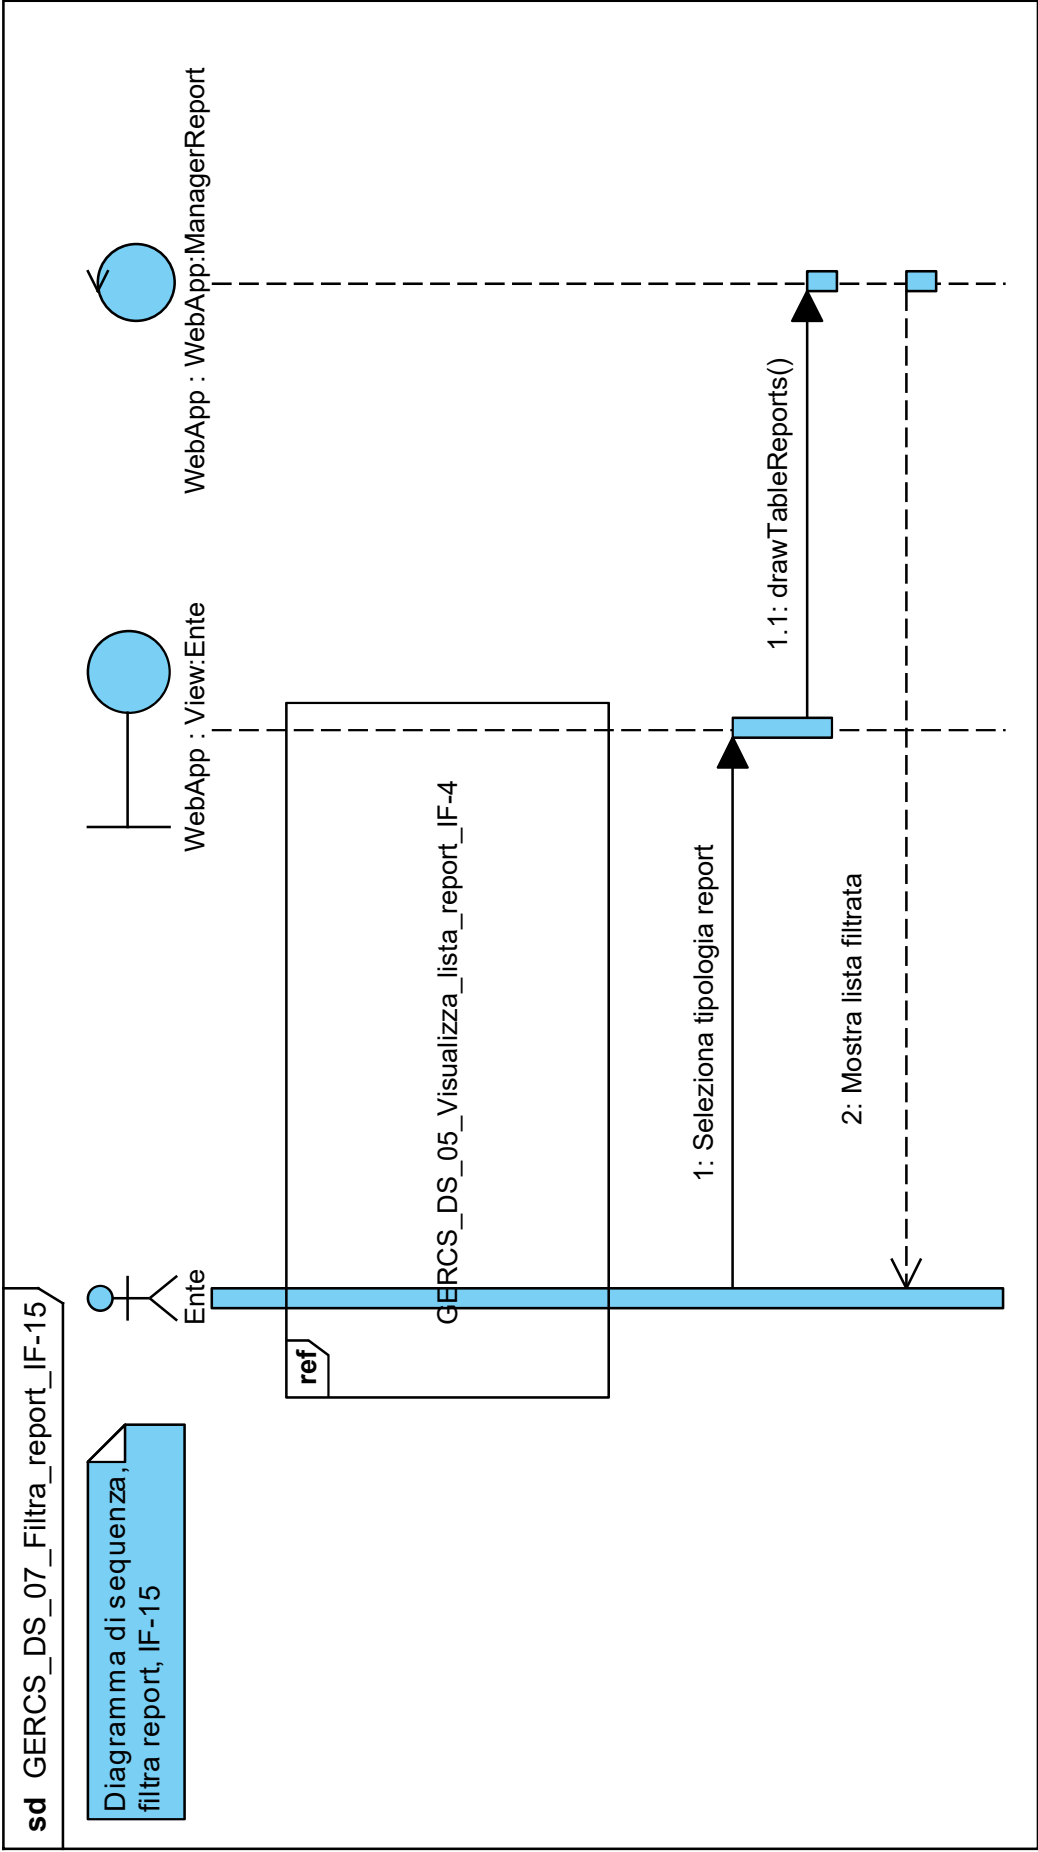 sd GERCS_DS_07_Filtra_report_IF-15
Diagramma di sequenza,
filtra report, IF-15
Ente
WebApp : View:Ente
WebApp : WebApp:ManagerReport
ref
GERCS_DS_05_Visualizza_lista_report_IF-4
1: Seleziona tipologia report
1.1: drawTableReports()
2: Mostra lista filtrata